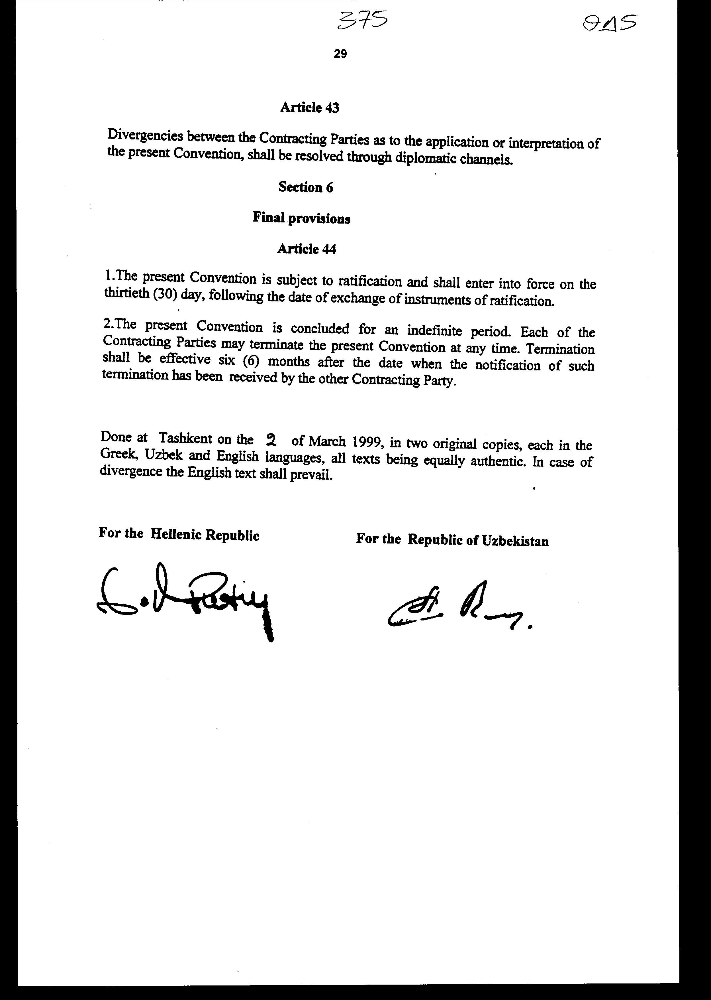 375
29
Article 43
Divergencies between the Contracting Parties as to the application or interpretation of
the present Convention, shall be resolved through diplomatic channels.
Section 6
Final provisions
Article 44
1.The present Convention is subject to ratification and shall enter into force on the
thirtieth (30) day, following the date of exchange of instruments of ratification.
2.The present Convention is concluded for an indefinite period. Each of the
Contracting Parties may terminate the present Convention at any time. Termination
shall be effective six (6) months after the date when the notification of such
termination has been received by the other Contracting Party.
Done at Tashkent on the 2 of March 1999, in two original copies, each in the
Greek, Uzbek and English languages, all texts being equally authentic. In case of
divergence the English text shall prevail.
For the Hellenic Republic
For the Republic of Uzbekistan